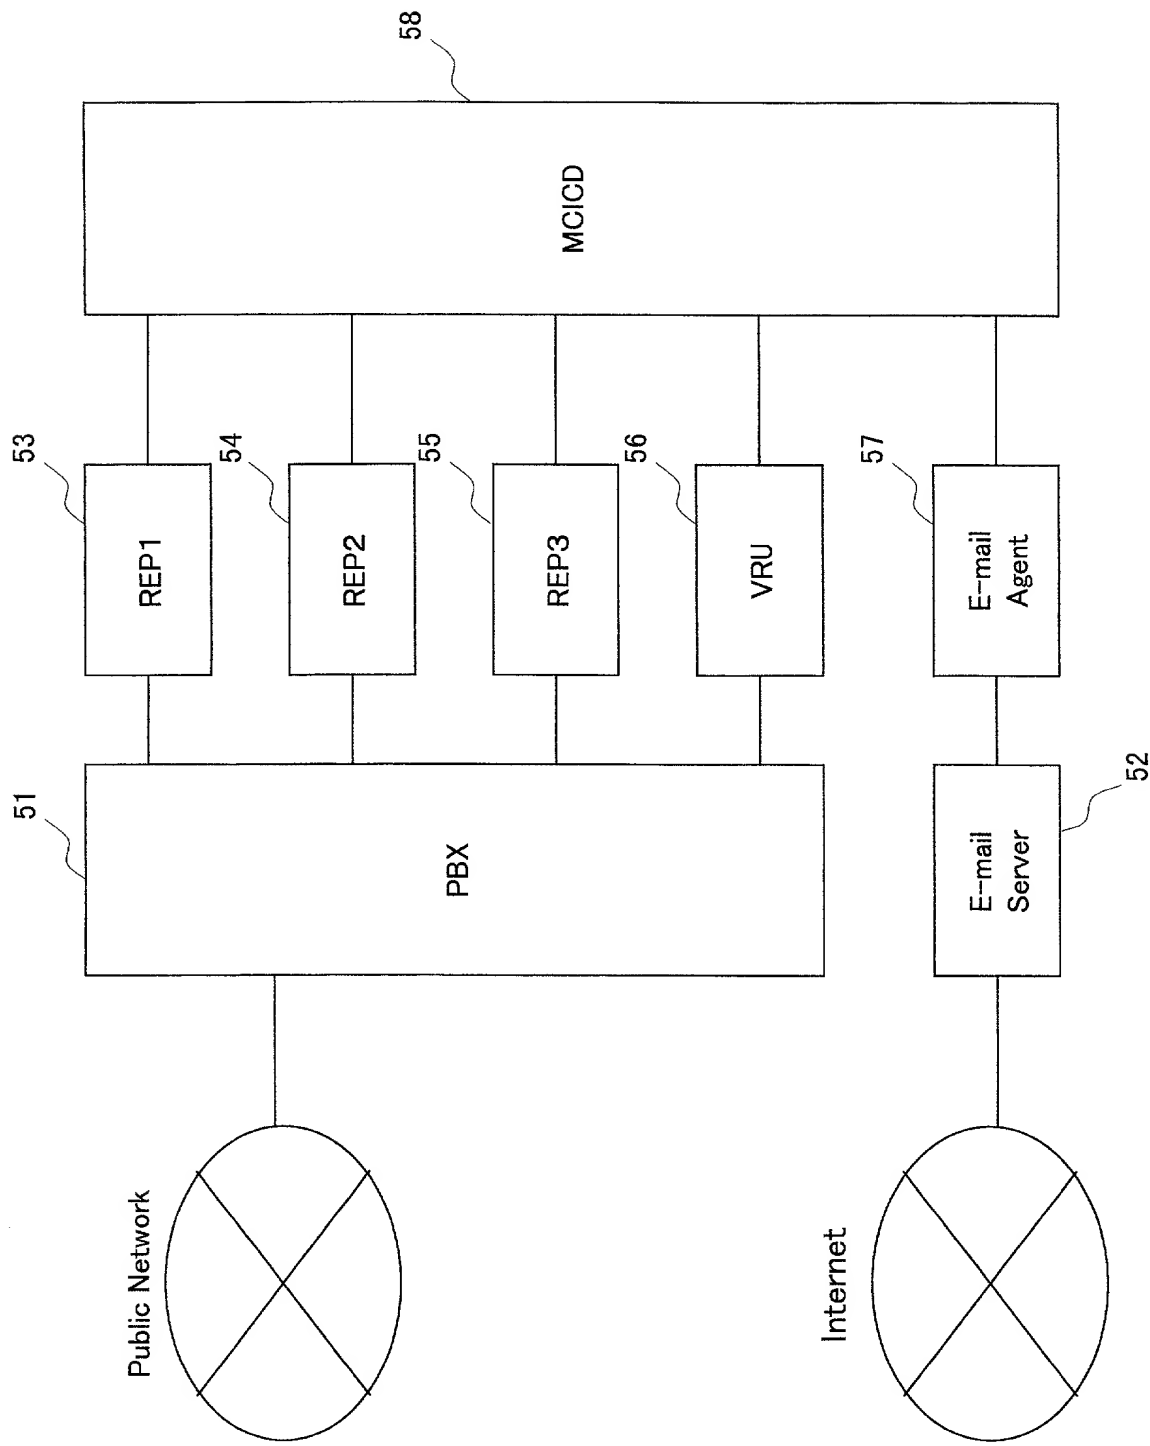 51
53
58
Public Network
PBX
REP1
MCICD
54
REP2
55
REP3
56
VRU
57
Internet
E-mail
Server
E-mail
Agent
52